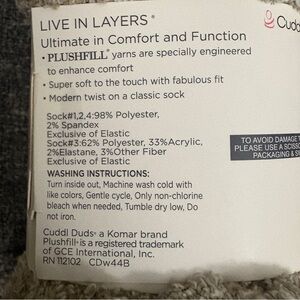 LIVE IN LAYERS®
Cuddl
Ultimate in Comfort and Function
• PLUSHFILL® yarns are specially engineered
to enhance comfort
• Super soft to the touch with fabulous fit
• Modern twist on a classic sock
Sock#1,2,4:98% Polyester,
2% Spandex
Exclusive of Elastic
Sock#3:62% Polyester, 33%Acrylic,
2%Elastane, 3%Other Fiber
Exclusive of Elastic
TO AVOID DAMAGE
PLEASE USE A SCISSO
PACKAGING & S
WASHING INSTRUCTIONS:
Turn inside out, Machine wash cold with
like colors, Gentle cycle, Only non-chlorine
bleach when needed, Tumble dry low, Do
not iron.
Cuddl Duds® a Komar brand
Plushfill® is a registered trademark
of GCE International, Inc.
RN 112102 CDw44B